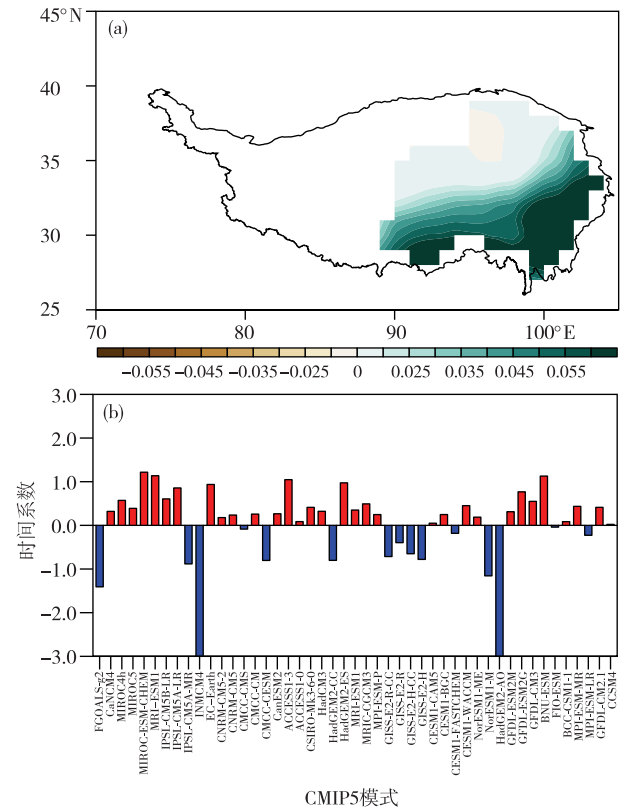 45°N
(a)
40
35
30
25
70 80 90 100°E
−0.055 −0.045 −0.035 −0.025 0 0.025 0.035 0.045 0.055
3.0
(b)
2.0
1.0
0.0
−1.0
−2.0
−3.0
时间系数
FGOALS-g2
CaNCM4
MIROC4h
MIROC5
MIROC-ESM-CHEM
MRI-ESM1
IPSL-CM5B-LR
IPSL-CM5A-LR
IPSL-CM5A-MR
INMCM4
EC-Earth
CNRM-CM5-2
CNRM-CM5
CMCC-CMS
CMCC-CM
CMCC-CESM
CanESM2
ACCESS1-3
ACCESS1-0
CSIRO-Mk3-6-0
HadCM3
HadGEM2-CC
HadGEM2-ES
MRI-ESM1
MRIC-CGCM3
MPI-ESM-P
GISS-E2-R-CC
GISS-E2-R
GISS-E2-H-CC
GISS-E2-H
CESM1-CAM5
CESM1-BGC
CESM1-FASTCHEM
CESM1-WACCM
NorESM1-ME
NorESM1-M
HadGEM2-AO
GFDL-ESM2M
GFDL-ESM2G
GFDL-CM3
BNU-ESM
FIO-ESM
BCC-CSM1-1
MPI-ESM-MR
MPI-ESM-LR
GFDL-CM2-1
CCSM4
CMIP5模式